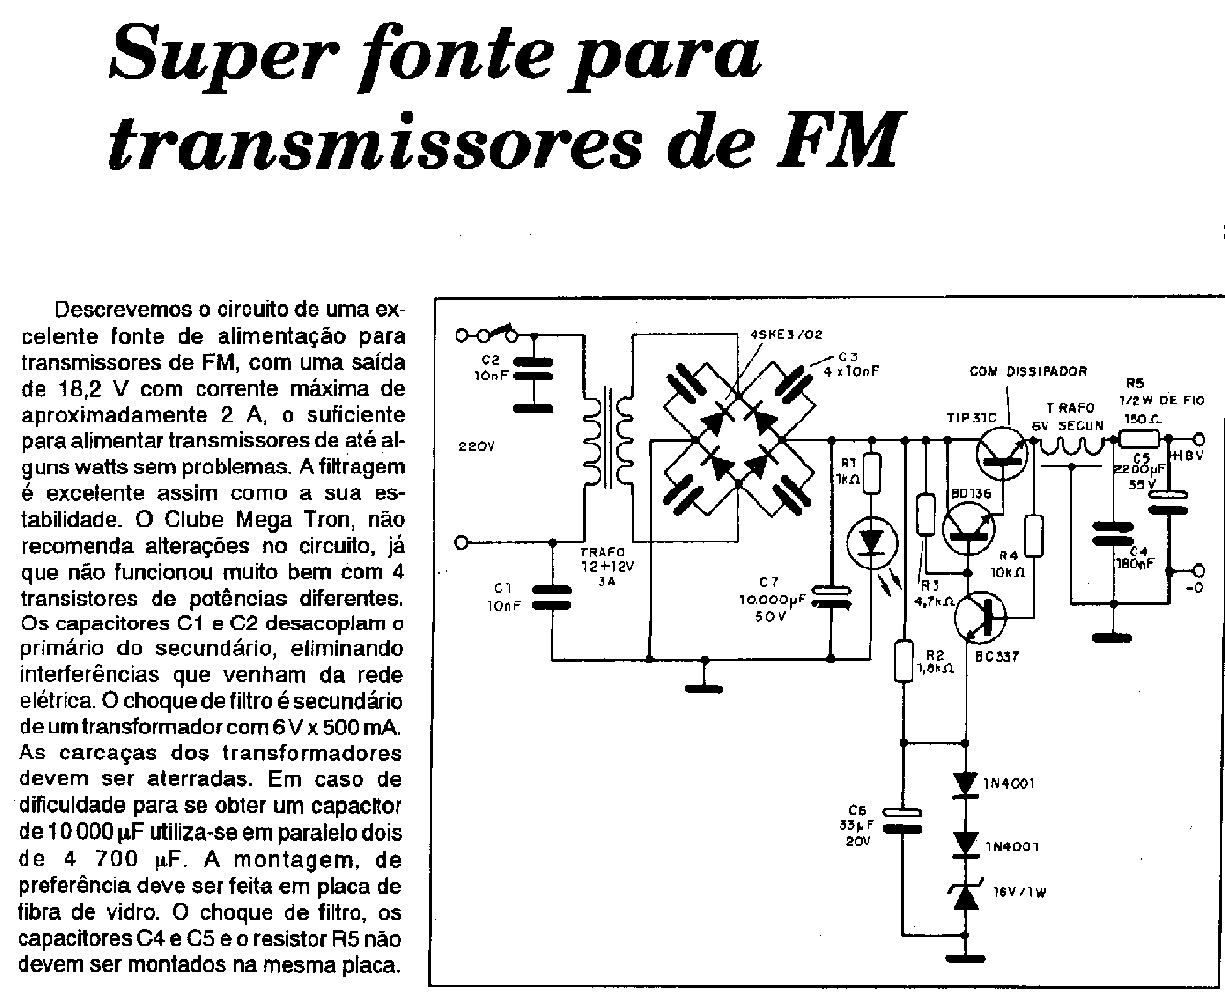 Super fonte para
transmissores de FM
Descrevemos o circuito de uma ex-
celente fonte de alimentação para
transmissores de FM, com uma saída
de 18,2 V com corrente máxima de
aproximadamente 2 A, o suficiente
para alimentar transmissores de até al-
guns watts sem problemas. A filtragem
é excelente assim como a sua es-
tabilidade. O Clube Mega Tron, não
recomenda alterações no circuito, já
que não funcionou muito bem com 4
transistores de potências diferentes.
Os capacitores C1 e C2 desacoplam o
primário do secundário, eliminando
interferências que venham da rede
elétrica. O choque de filtro é secundário
de um transformador com 6 V x 500 mA.
As carcaças dos transformadores
devem ser aterradas. Em caso de
dificuldade para se obter um capacitor
de 10 000 µF utiliza-se em paralelo dois
de 4 700 µF. A montagem, de
preferência deve ser feita em placa de
fibra de vidro. O choque de filtro, os
capacitores C4 e C5 e o resistor R5 não
devem ser montados na mesma placa.
C2
10nF
220V
C1
10nF
TRAFO
12+12V
3A
4SKE3/02
C3
4x10nF
C7
10.000µF
50V
R1
1kΩ
COM DISSIPADOR
TIP31C
BD136
R3
4,7kΩ
R4
10kΩ
BC337
R2
1,8kΩ
C6
33µF
20V
1N4001
1N4001
16V/1W
TRAFO
6V SECUN
R5
1/2W DE FIO
150Ω
C5
2200µF
35V
+18V
C4
180nF
-0